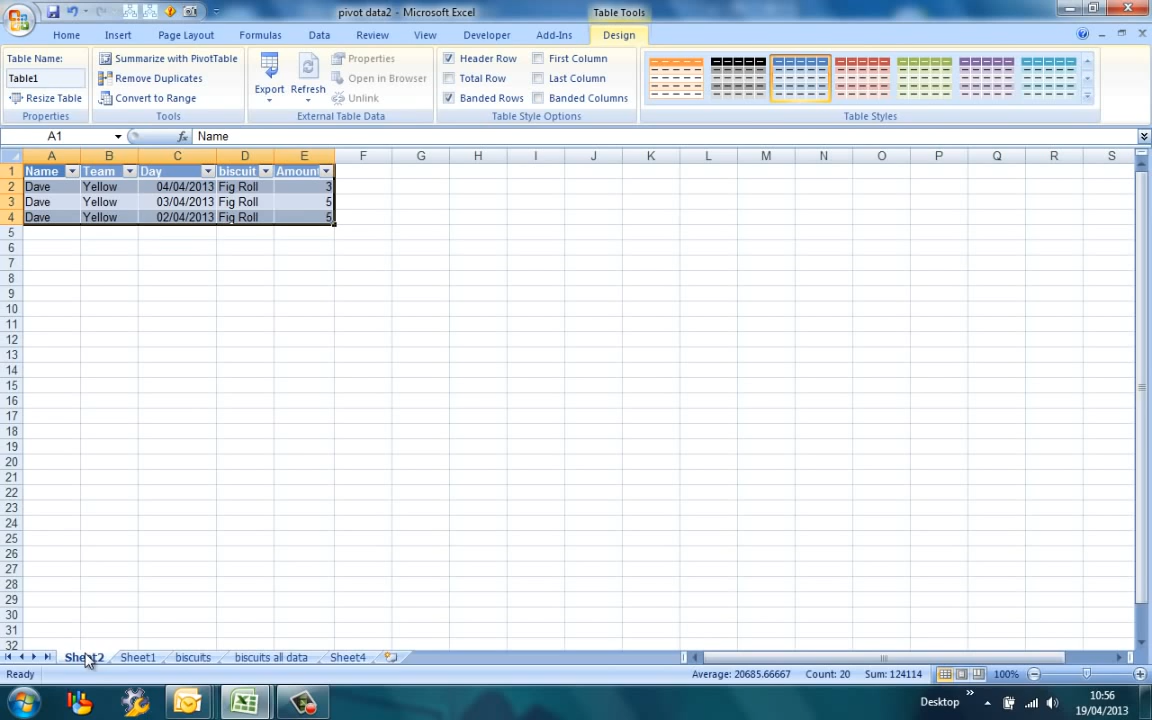 pivot data2 - Microsoft Excel
Table Tools
Home Insert Page Layout Formulas Data Review View Developer Add-Ins Design
Table Name:
Table1
Resize Table
Properties
Summarize with PivotTable
Remove Duplicates
Convert to Range
Tools
Export Refresh
Properties
Open in Browser
Unlink
External Table Data
Header Row First Column
Total Row Last Column
Banded Rows Banded Columns
Table Style Options
Table Styles
A1 fx Name
A B C D E F G H I J K L M N O P Q R S
1 Name Team Day biscuit Amount
2 Dave Yellow 04/04/2013 Fig Roll 3
3 Dave Yellow 03/04/2013 Fig Roll 5
4 Dave Yellow 02/04/2013 Fig Roll 5
5
6
7
8
9
10
11
12
13
14
15
16
17
18
19
20
21
22
23
24
25
26
27
28
29
30
31
32
Sheet2 Sheet1 biscuits biscuits all data Sheet4
Ready Average: 20685.66667 Count: 20 Sum: 124114 100%
Desktop
10:56
19/04/2013